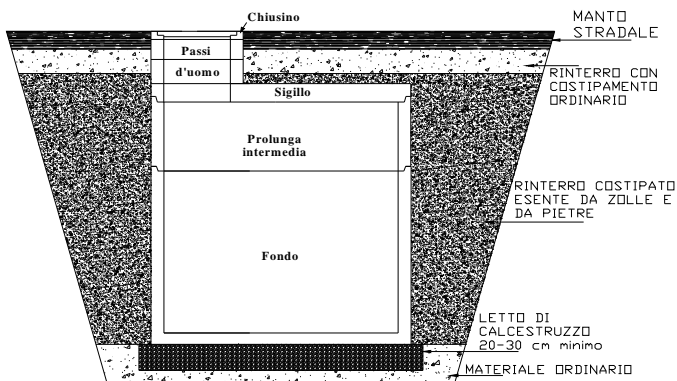 Chiusino
MANTO
STRADALE
Passi
d'uomo
RINTERRO CON
COSTIPAMENTO
ORDINARIO
Sigillo
Prolunga
intermedia
RINTERRO COSTIPATO
ESENTE DA ZOLLE E
DA PIETRE
Fondo
LETTO DI
CALCESTRUZZO
20-30 cm minimo
MATERIALE ORDINARIO